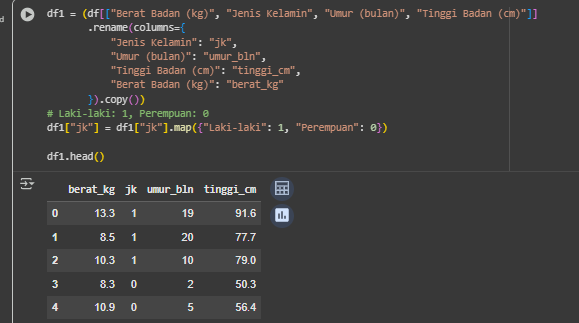 df1 = (df[["Berat Badan (kg)", "Jenis Kelamin", "Umur (bulan)", "Tinggi Badan (cm)"]]
.rename(columns={
"Jenis Kelamin": "jk",
"Umur (bulan)": "umur_bln",
"Tinggi Badan (cm)": "tinggi_cm",
"Berat Badan (kg)": "berat_kg"
}).copy())
# Laki-laki: 1, Perempuan: 0
df1["jk"] = df1["jk"].map({"Laki-laki": 1, "Perempuan": 0})
df1.head()
berat_kg jk umur_bln tinggi_cm
0 13.3 1 19 91.6
1 8.5 1 20 77.7
2 10.3 1 10 79.0
3 8.3 0 2 50.3
4 10.9 0 5 56.4